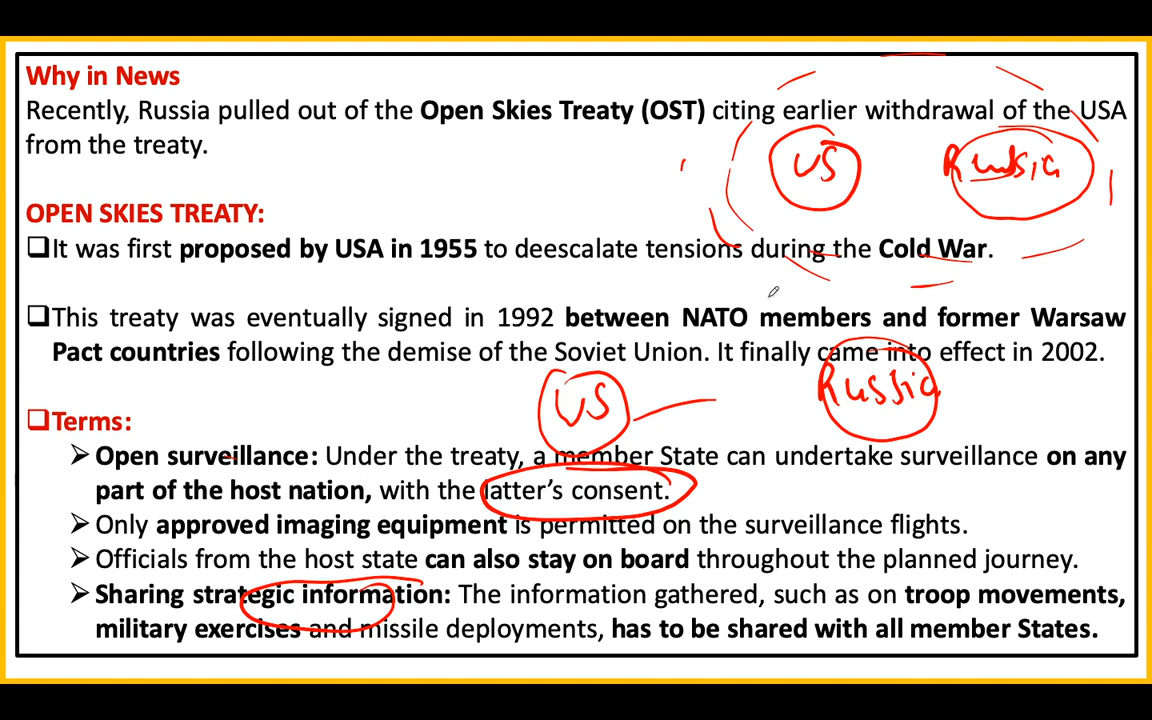 Why in News
Recently, Russia pulled out of the Open Skies Treaty (OST) citing earlier withdrawal of the USA
from the treaty.
US
Russia
OPEN SKIES TREATY:
❑It was first proposed by USA in 1955 to deescalate tensions during the Cold War.
❑This treaty was eventually signed in 1992 between NATO members and former Warsaw
Pact countries following the demise of the Soviet Union. It finally came into effect in 2002.
US
Russia
❑Terms:
➢ Open surveillance: Under the treaty, a member State can undertake surveillance on any
part of the host nation, with the latter’s consent.
➢ Only approved imaging equipment is permitted on the surveillance flights.
➢ Officials from the host state can also stay on board throughout the planned journey.
➢ Sharing strategic information: The information gathered, such as on troop movements,
military exercises and missile deployments, has to be shared with all member States.